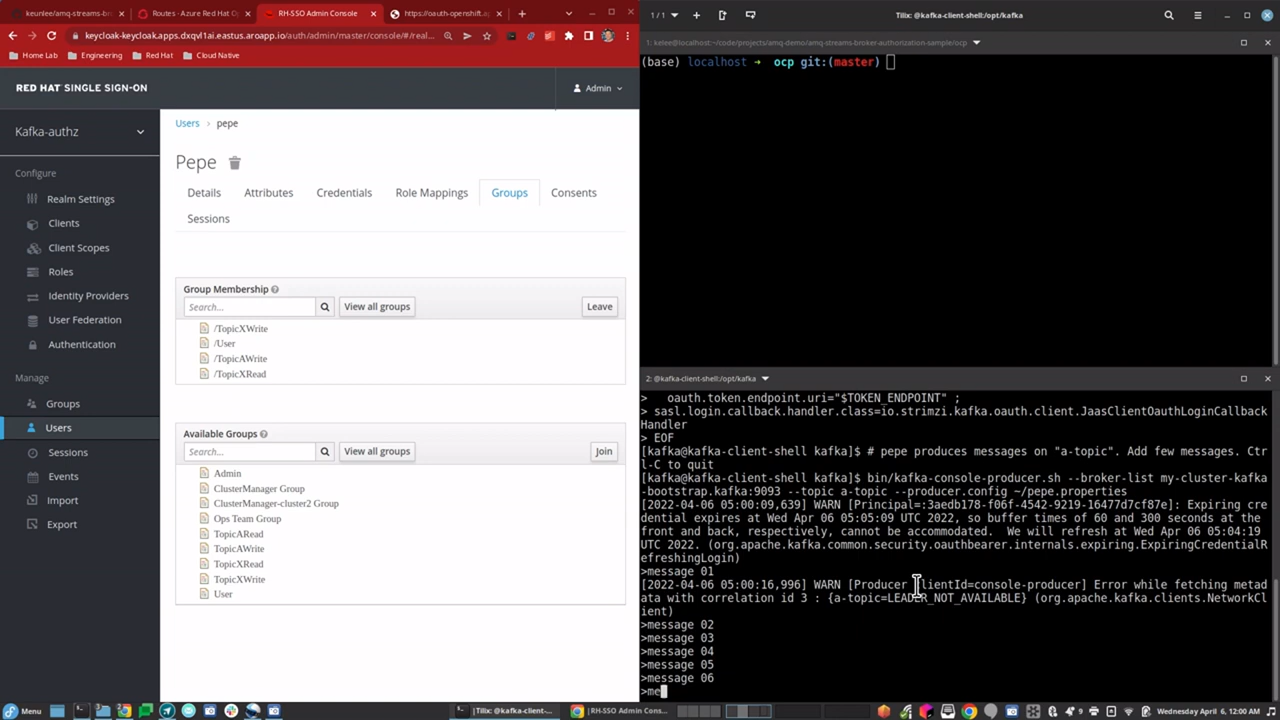 keunlee/amq-streams-br
Routes · Azure Red Hat Op
RH-SSO Admin Console
https://oauth-openshift.ap
keycloak-keycloak.apps.dxqvl1ai.eastus.aroapp.io/auth/admin/master/console/#/real...
Home Lab
Engineering
Red Hat
Cloud Native
RED HAT SINGLE SIGN-ON
Admin
Kafka-authz
Configure
Realm Settings
Clients
Client Scopes
Roles
Identity Providers
User Federation
Authentication
Manage
Groups
Users
Sessions
Events
Import
Export
Users > pepe
Pepe
Details
Attributes
Credentials
Role Mappings
Groups
Consents
Sessions
Group Membership
Search...
View all groups
Leave
/TopicXWrite
/User
/TopicAWrite
/TopicXRead
Available Groups
Search...
View all groups
Join
Admin
ClusterManager Group
ClusterManager-cluster2 Group
Ops Team Group
TopicARead
TopicAWrite
TopicXRead
TopicXWrite
User
1 / 1
Tilix: @kafka-client-shell:/opt/kafka
1: kelee@localhost:~/code/projects/amq-demo/amq-streams-broker-authorization-sample/ocp
(base) localhost → ocp git:(master)
2: @kafka-client-shell:/opt/kafka
>   oauth.token.endpoint.uri="$TOKEN_ENDPOINT" ;
> sasl.login.callback.handler.class=io.strimzi.kafka.oauth.client.JaasClientOauthLoginCallback
Handler
> EOF
[kafka@kafka-client-shell kafka]$ # pepe produces messages on "a-topic". Add few messages. Ctr
l-C to quit
[kafka@kafka-client-shell kafka]$ bin/kafka-console-producer.sh --broker-list my-cluster-kafka
-bootstrap.kafka:9093 --topic a-topic --producer.config ~/pepe.properties
[2022-04-06 05:00:09,639] WARN [Principal=:3aedb178-f06f-4542-9219-16477d7cf87e]: Expiring cre
dential expires at Wed Apr 06 05:05:09 UTC 2022, so buffer times of 60 and 300 seconds at the
front and back, respectively, cannot be accommodated.  We will refresh at Wed Apr 06 05:04:19
UTC 2022. (org.apache.kafka.common.security.oauthbearer.internals.expiring.ExpiringCredentialR
efreshingLogin)
>message 01
[2022-04-06 05:00:16,996] WARN [Producer clientId=console-producer] Error while fetching metad
ata with correlation id 3 : {a-topic=LEADER_NOT_AVAILABLE} (org.apache.kafka.clients.NetworkCl
ient)
>message 02
>message 03
>message 04
>message 05
>message 06
>me
Menu
[Tilix: @kafka-client-...
[RH-SSO Admin Cons...
9
Wednesday April 6, 12:00 AM